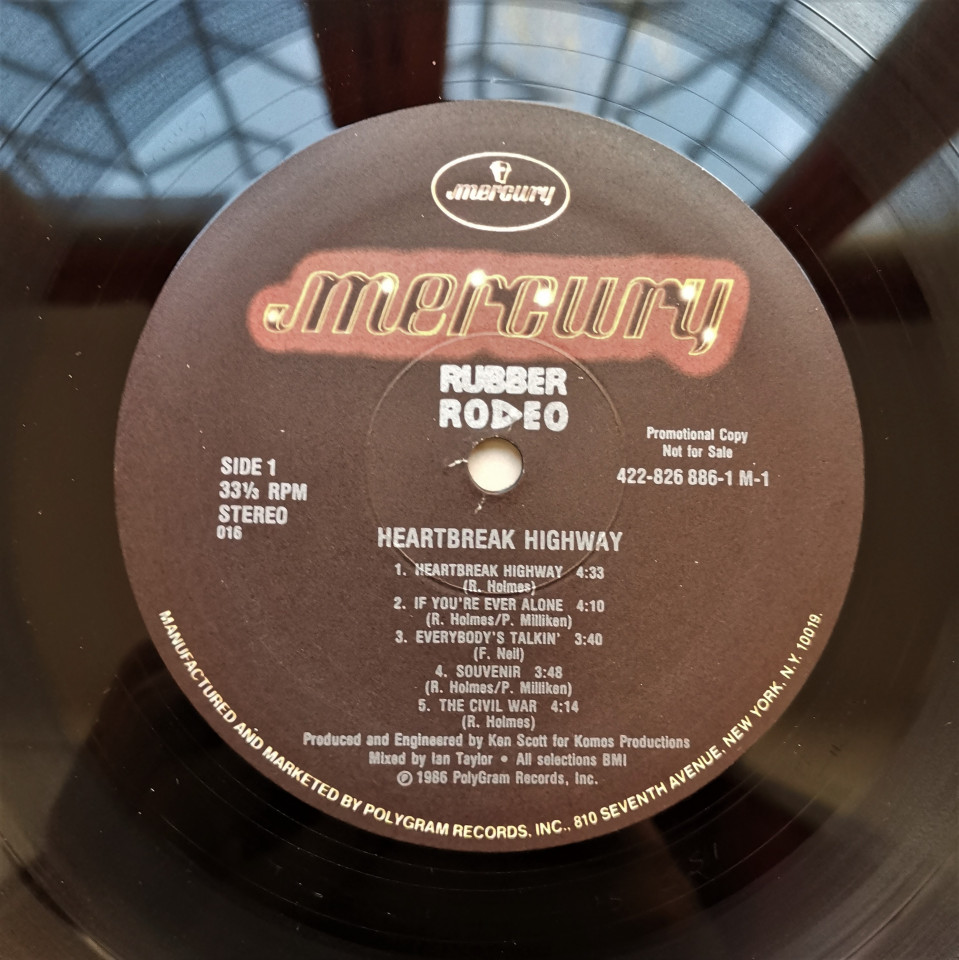 mercury
mercury
RUBBER
RODEO
Promotional Copy
Not for Sale
422-826 886-1 M-1
SIDE 1
33⅓ RPM
STEREO
016
HEARTBREAK HIGHWAY
1. HEARTBREAK HIGHWAY 4:33
(R. Holmes)
2. IF YOU'RE EVER ALONE 4:10
(R. Holmes/P. Milliken)
3. EVERYBODY'S TALKIN' 3:40
(F. Neil)
4. SOUVENIR 3:48
(R. Holmes/P. Milliken)
5. THE CIVIL WAR 4:14
(R. Holmes)
Produced and Engineered by Ken Scott for Komos Productions
Mixed by Ian Taylor • All selections BMI
℗ 1986 PolyGram Records, Inc.
MANUFACTURED AND MARKETED BY POLYGRAM RECORDS, INC., 810 SEVENTH AVENUE, NEW YORK, N.Y. 10019.